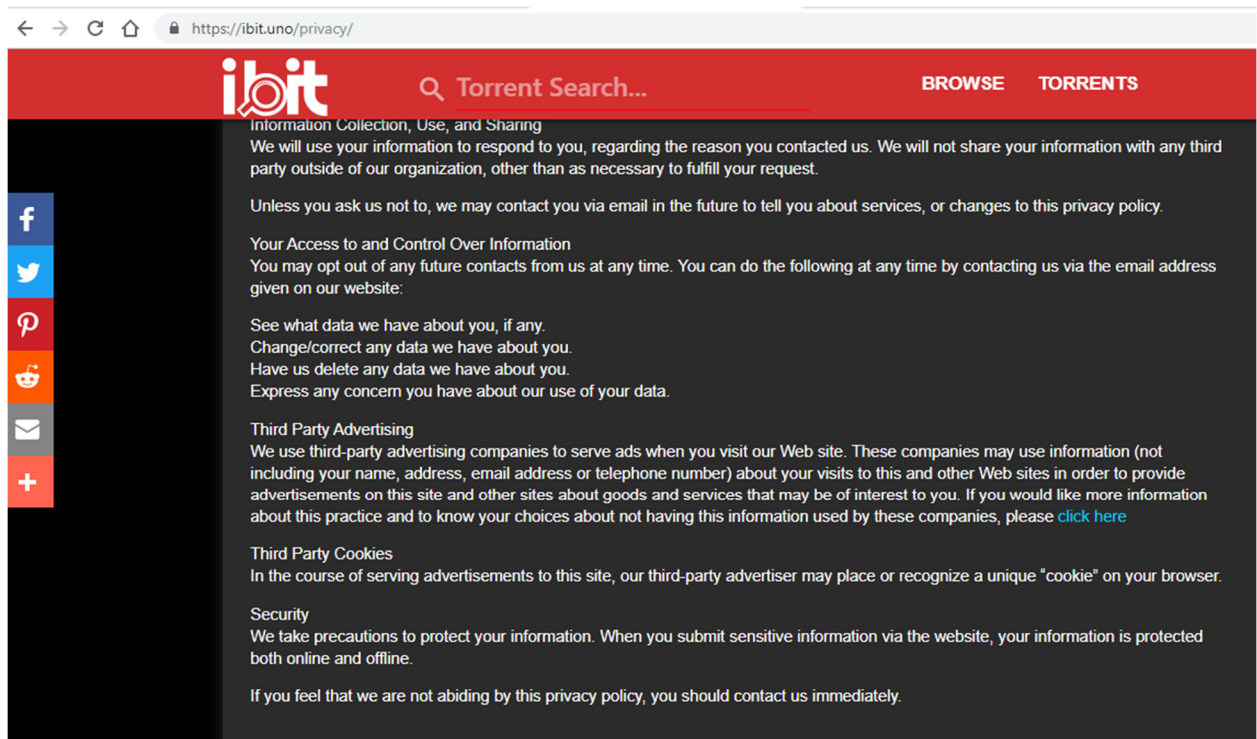 https://ibit.uno/privacy/
ibit
Torrent Search...
BROWSE
TORRENTS
Information Collection, Use, and Sharing
We will use your information to respond to you, regarding the reason you contacted us. We will not share your information with any third
party outside of our organization, other than as necessary to fulfill your request.
Unless you ask us not to, we may contact you via email in the future to tell you about services, or changes to this privacy policy.
Your Access to and Control Over Information
You may opt out of any future contacts from us at any time. You can do the following at any time by contacting us via the email address
given on our website:
See what data we have about you, if any.
Change/correct any data we have about you.
Have us delete any data we have about you.
Express any concern you have about our use of your data.
Third Party Advertising
We use third-party advertising companies to serve ads when you visit our Web site. These companies may use information (not
including your name, address, email address or telephone number) about your visits to this and other Web sites in order to provide
advertisements on this site and other sites about goods and services that may be of interest to you. If you would like more information
about this practice and to know your choices about not having this information used by these companies, please click here
Third Party Cookies
In the course of serving advertisements to this site, our third-party advertiser may place or recognize a unique “cookie” on your browser.
Security
We take precautions to protect your information. When you submit sensitive information via the website, your information is protected
both online and offline.
If you feel that we are not abiding by this privacy policy, you should contact us immediately.